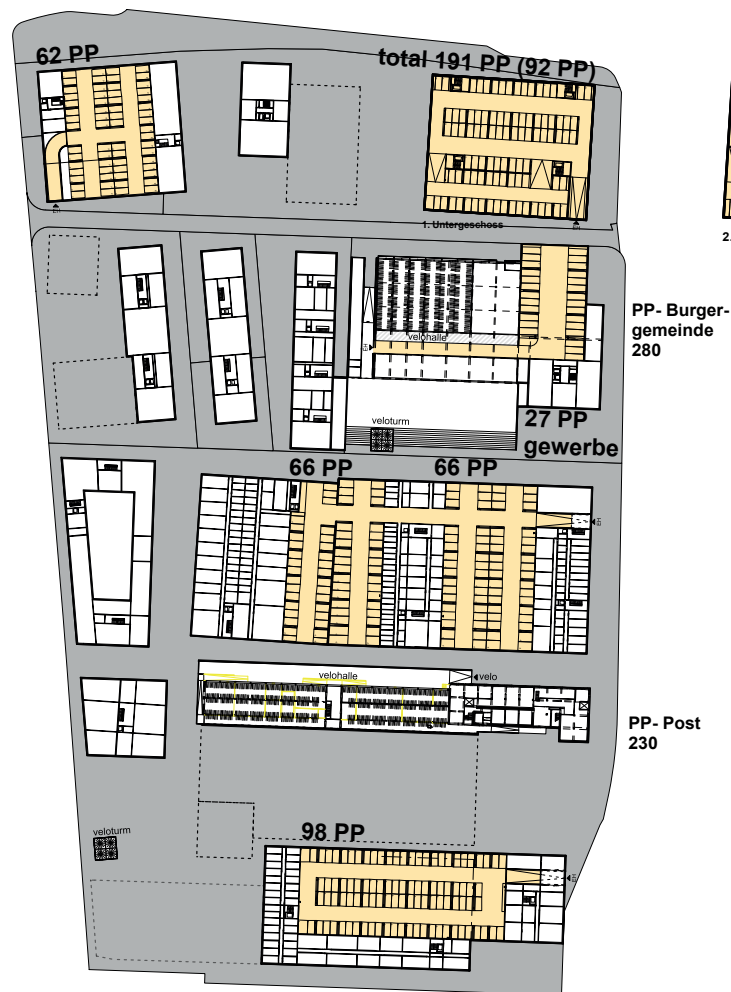 62 PP
total 191 PP (92 PP)
1. Untergeschoss
2.
PP- Burger-
gemeinde
280
velohalle
veloturm
27 PP
gewerbe
66 PP
66 PP
velohalle
velo
PP- Post
230
veloturm
98 PP